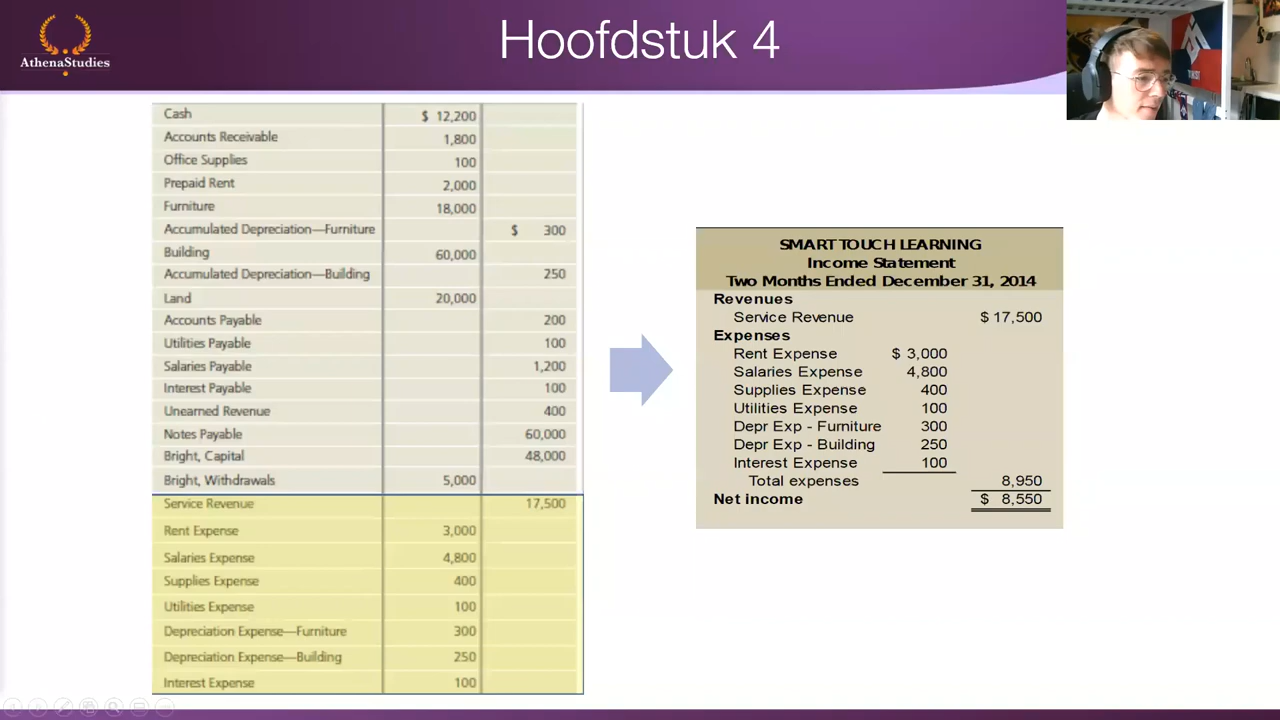 AthenaStudies
Hoofdstuk 4
Cash $ 12,200
Accounts Receivable 1,800
Office Supplies 100
Prepaid Rent 2,000
Furniture 18,000
Accumulated Depreciation—Furniture $ 300
Building 60,000
Accumulated Depreciation—Building 250
Land 20,000
Accounts Payable 200
Utilities Payable 100
Salaries Payable 1,200
Interest Payable 100
Unearned Revenue 400
Notes Payable 60,000
Bright, Capital 48,000
Bright, Withdrawals 5,000
Service Revenue 17,500
Rent Expense 3,000
Salaries Expense 4,800
Supplies Expense 400
Utilities Expense 100
Depreciation Expense—Furniture 300
Depreciation Expense—Building 250
Interest Expense 100
SMART TOUCH LEARNING
Income Statement
Two Months Ended December 31, 2014
Revenues
Service Revenue $ 17,500
Expenses
Rent Expense $ 3,000
Salaries Expense 4,800
Supplies Expense 400
Utilities Expense 100
Depr Exp - Furniture 300
Depr Exp - Building 250
Interest Expense 100
Total expenses 8,950
Net income $ 8,550